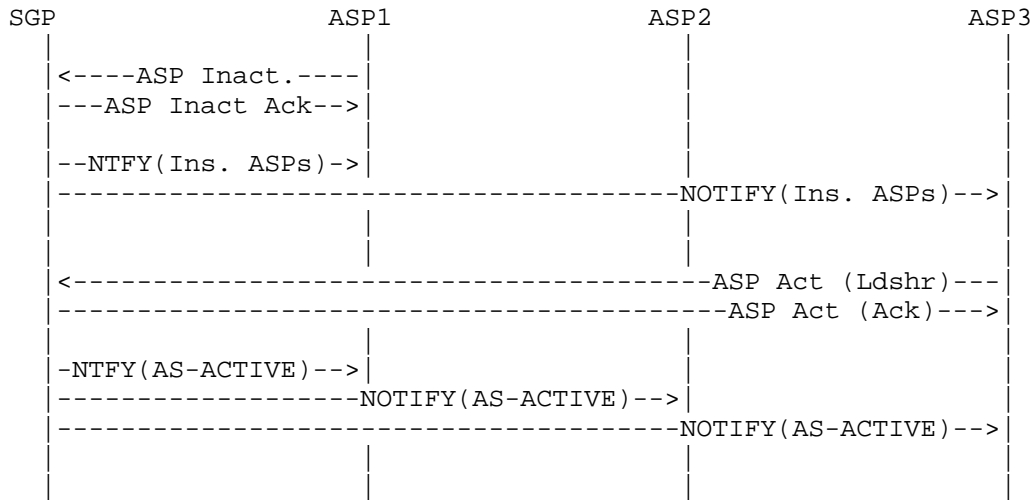 SGP ASP1 ASP2 ASP3
<----ASP Inact.----
---ASP Inact Ack-->
--NTFY(Ins. ASPs)->
---------------------------------------NOTIFY(Ins. ASPs)-->
<----------------------------------------ASP Act (Ldshr)---
------------------------------------------ASP Act (Ack)--->
-NTFY(AS-ACTIVE)-->
-------------------NOTIFY(AS-ACTIVE)-->
---------------------------------------NOTIFY(AS-ACTIVE)-->